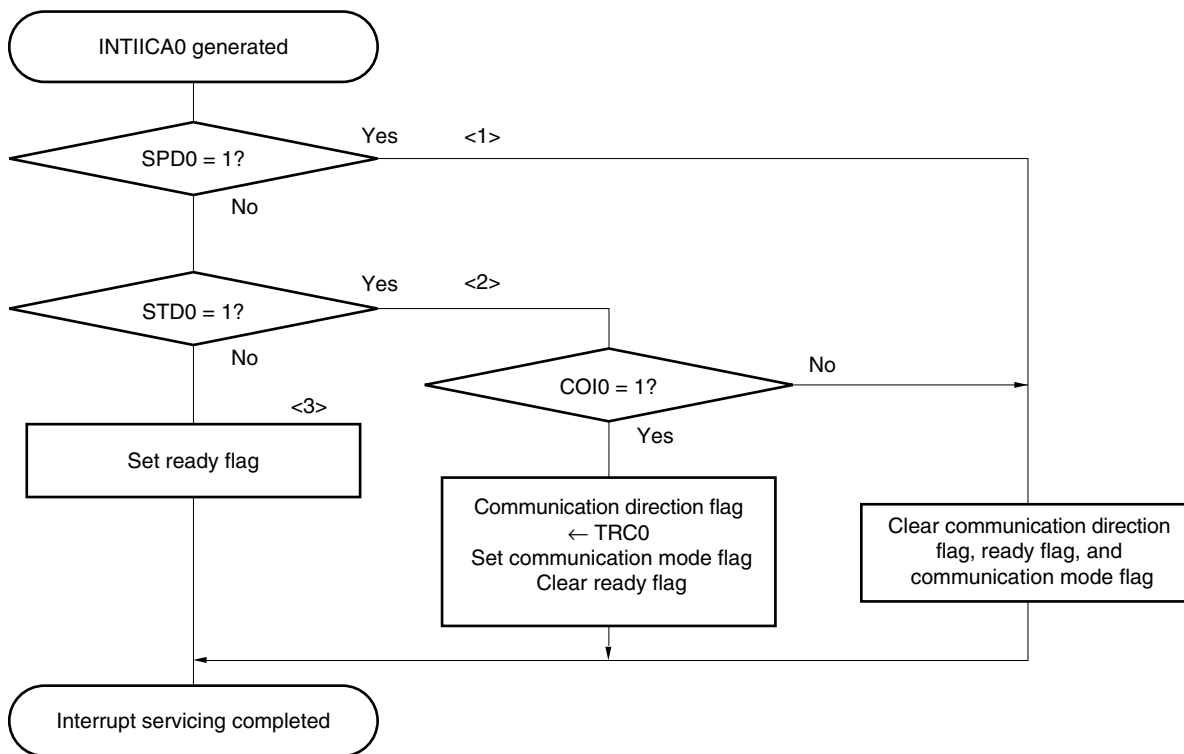 INTIICA0 generated
Yes
<1>
SPD0 = 1?
No
Yes
<2>
STD0 = 1?
No
COI0 = 1?
No
<3>
Yes
Set ready flag
Communication direction flag
← TRC0
Set communication mode flag
Clear ready flag
Clear communication direction
flag, ready flag, and
communication mode flag
Interrupt servicing completed